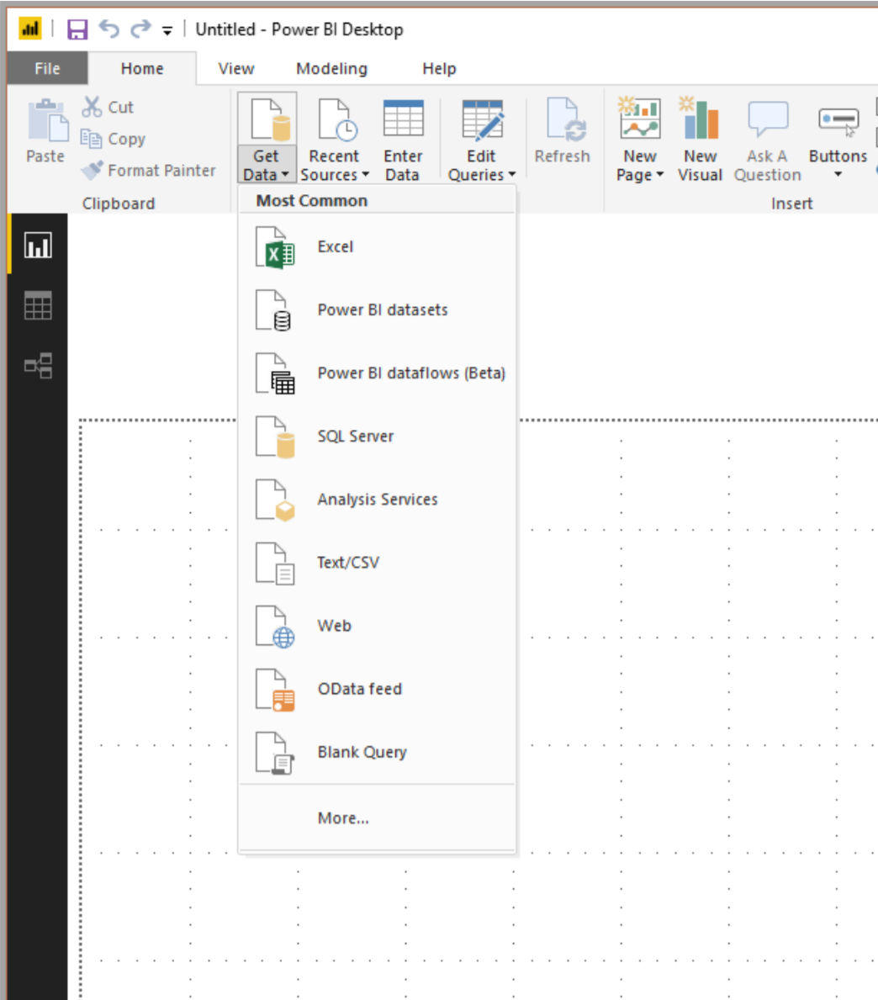 Untitled - Power BI Desktop
File Home View Modeling Help
Cut
Copy
Format Painter
Paste
Clipboard
Get Data
Recent Sources
Enter Data
Edit Queries
Refresh
New Page
New Visual
Ask A Question
Buttons
Insert
Most Common
Excel
Power BI datasets
Power BI dataflows (Beta)
SQL Server
Analysis Services
Text/CSV
Web
OData feed
Blank Query
More...